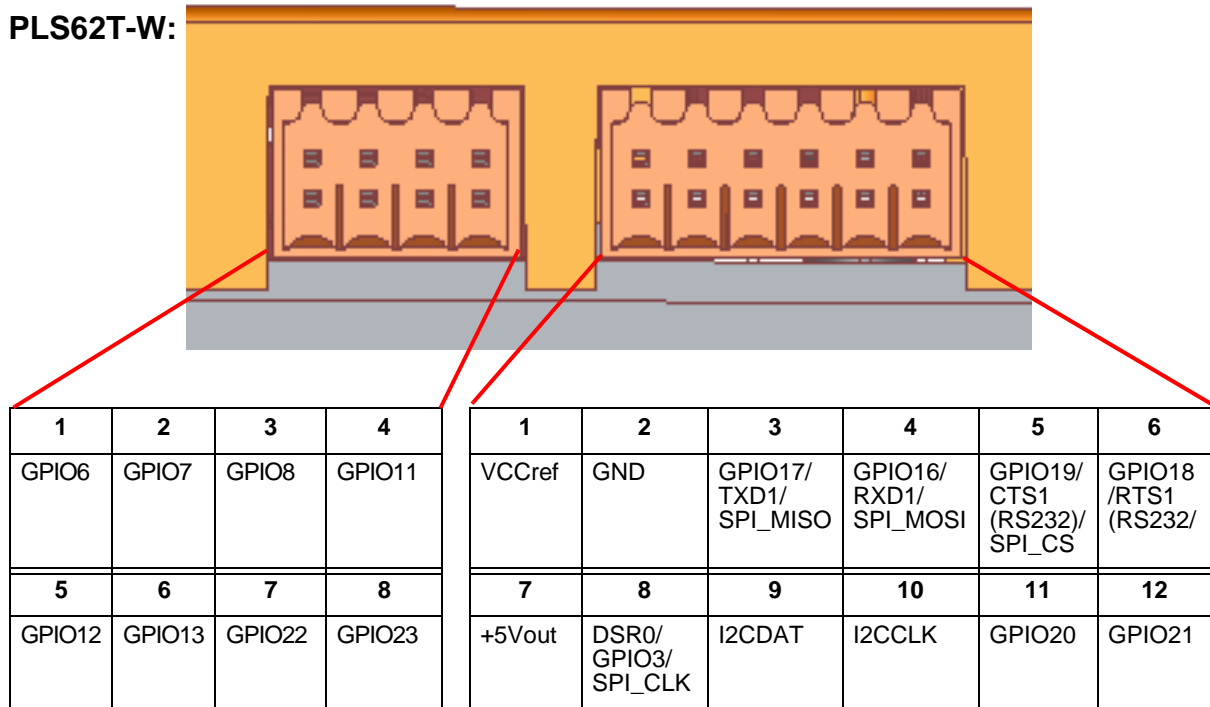 PLS62T-W:
1 2 3 4
GPIO6 GPIO7 GPIO8 GPIO11
5 6 7 8
GPIO12 GPIO13 GPIO22 GPIO23
1 2 3 4 5 6
VCCref GND GPIO17/ GPIO16/ GPIO19/ GPIO18
TXD1/ RXD1/ CTS1 /RTS1
SPI_MISO SPI_MOSI (RS232)/ (RS232/
SPI_CS
7 8 9 10 11 12
+5Vout DSR0/ I2CDAT I2CCLK GPIO20 GPIO21
GPIO3/
SPI_CLK